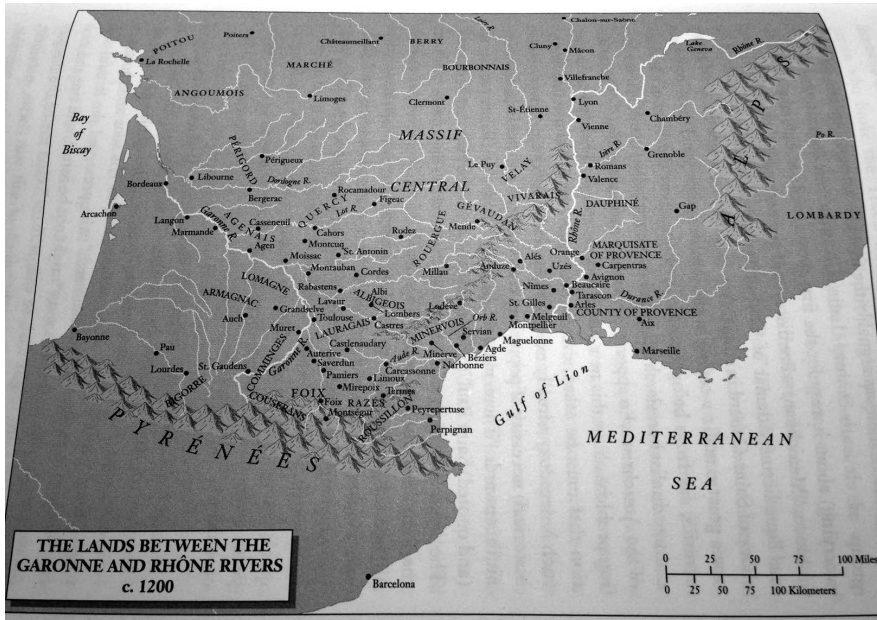 Chalon-sur-Saône
Loir R.
POITOU
Poitiers
Châteaumeillant
BERRY
Cluny
Mâcon
Lake
Geneva
Rhône R.
La Rochelle
MARCHÉ
BOURBONNAIS
Villefranche
ANGOUMOIS
Limoges
Clermont
Lyon
St-Étienne
Chambéry
Vienne
ALPS
Bay
of
Biscay
MASSIF
CENTRAL
Isère R.
Po R.
PÉRIGORD
Périgueux
Le Puy
VELAY
Romans
Grenoble
Valence
Libourne
Dordogne R.
Bordeaux
Bergerac
Rocamadour
VIVARAIS
DAUPHINÉ
Arcachon
QUERCY
Lot R.
Figeac
GÉVAUDAN
Gap
LOMBARDY
Langon
Garonne R.
AGENAIS
Casseneuil
Marmande
Cahors
Rodez
ROUERGUE
Mende
Rhône R.
Agen
Montcuq
St. Antonin
Alés
Orange
MARQUISATE
OF PROVENCE
Moissac
Montauban
Cordes
Millau
Anduze
Uzés
Carpentras
LOMAGNE
Rabastens
Albi
Nîmes
Avignon
Beaucaire
Durance R.
ARMAGNAC
Lavaur
ALBIGEOIS
Lodève
Tarascon
Grandselve
Lombers
St. Gilles
Arles
Auch
Toulouse
Castres
Orb R.
Melgueil
COUNTY OF PROVENCE
Muret
LAURAGAIS
MINERVOIS
Servian
Montpellier
Aix
Bayonne
Castelnaudary
Maguelonne
Pau
COMMINGES
Garonne R.
Auterive
Aude R.
Minerve
Agde
Béziers
Marseille
Saverdun
Carcassonne
Narbonne
Lourdes
St. Gaudens
Pamiers
Limoux
BIGORRE
Mirepoix
Termes
Gulf of Lion
COUSERANS
FOIX
RAZÈS
Foix
Montségur
ROUSSILLON
Peyrepertuse
Perpignan
PYRÉNÉES
MEDITERRANEAN
SEA
THE LANDS BETWEEN THE
GARONNE AND RHÔNE RIVERS
c. 1200
Barcelona
0 25 50 75 100 Miles
0 25 50 75 100 Kilometers